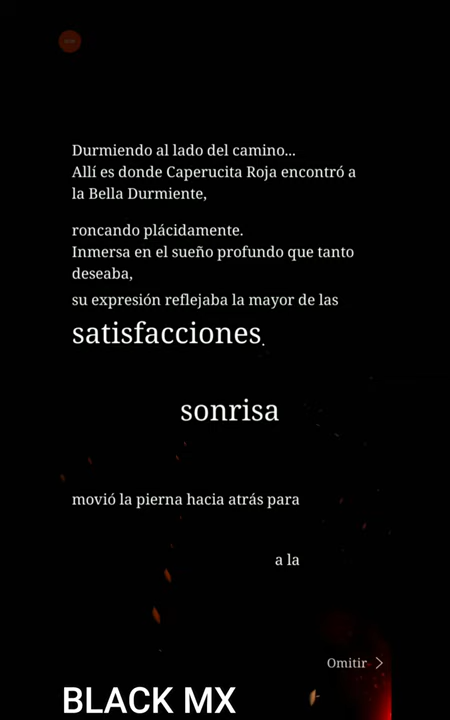 Durmiendo al lado del camino...
Allí es donde Caperucita Roja encontró a
la Bella Durmiente,
roncando plácidamente.
Inmersa en el sueño profundo que tanto
deseaba,
su expresión reflejaba la mayor de las
satisfacciones.
sonrisa
movió la pierna hacia atrás para
a la
Omitir
BLACK MX